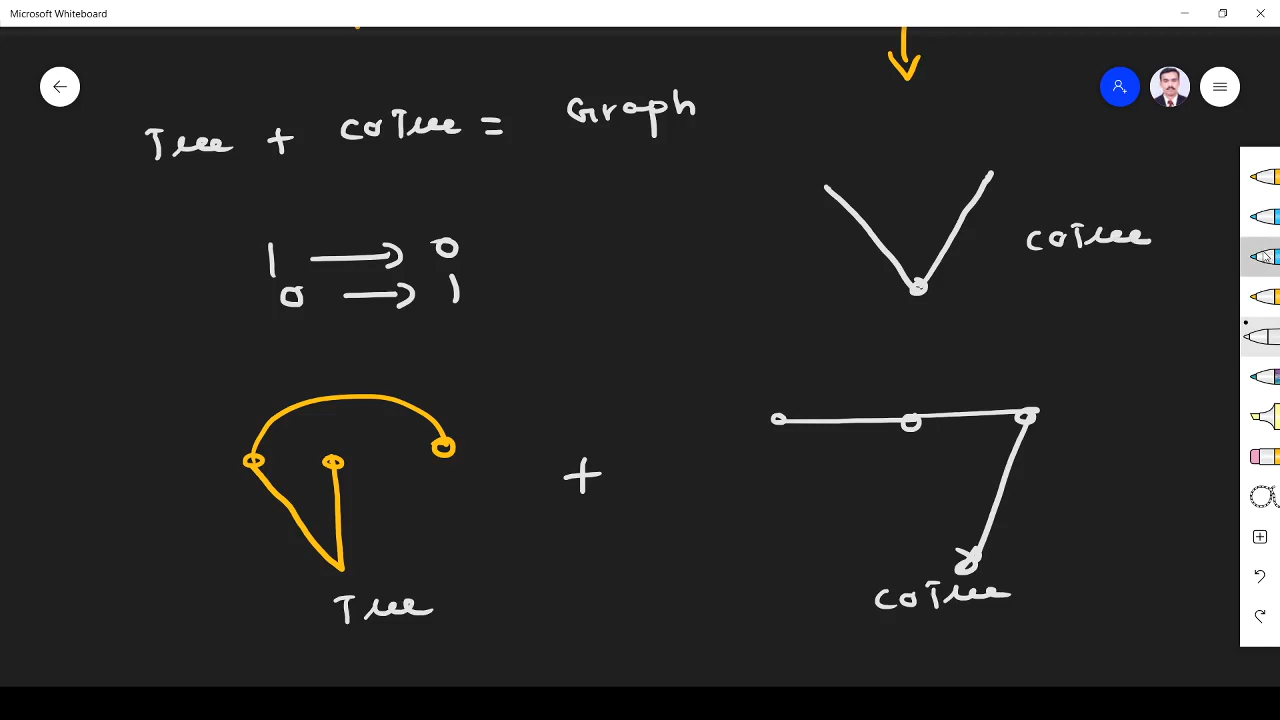 Microsoft Whiteboard
Tree + coTree = Graph
1 → 0
0 → 1
coTree
+
Tree
coTree